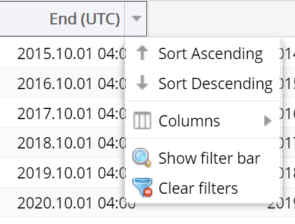 End (UTC)
2015.10.01 04:0
Sort Ascending
2016.10.01 04:0
Sort Descending
2017.10.01 04:0
Columns
2018.10.01 04:0
Show filter bar
2019.10.01 04:0
Clear filters
2020.10.01 04:00
2019